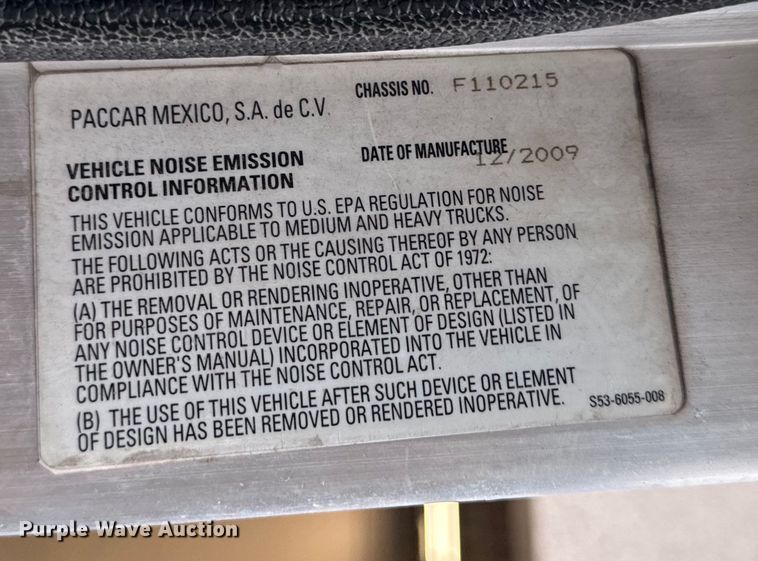 PACCAR MEXICO, S.A. de C.V.
CHASSIS NO. F110215
VEHICLE NOISE EMISSION
CONTROL INFORMATION
DATE OF MANUFACTURE 12/2009
THIS VEHICLE CONFORMS TO U.S. EPA REGULATION FOR NOISE
EMISSION APPLICABLE TO MEDIUM AND HEAVY TRUCKS.
THE FOLLOWING ACTS OR THE CAUSING THEREOF BY ANY PERSON
ARE PROHIBITED BY THE NOISE CONTROL ACT OF 1972:
(A) THE REMOVAL OR RENDERING INOPERATIVE, OTHER THAN
FOR PURPOSES OF MAINTENANCE, REPAIR, OR REPLACEMENT, OF
ANY NOISE CONTROL DEVICE OR ELEMENT OF DESIGN (LISTED IN
THE OWNER'S MANUAL) INCORPORATED INTO THE VEHICLE IN
COMPLIANCE WITH THE NOISE CONTROL ACT.
(B) THE USE OF THIS VEHICLE AFTER SUCH DEVICE OR ELEMENT
OF DESIGN HAS BEEN REMOVED OR RENDERED INOPERATIVE.
S53-6055-008
Purple Wave Auction